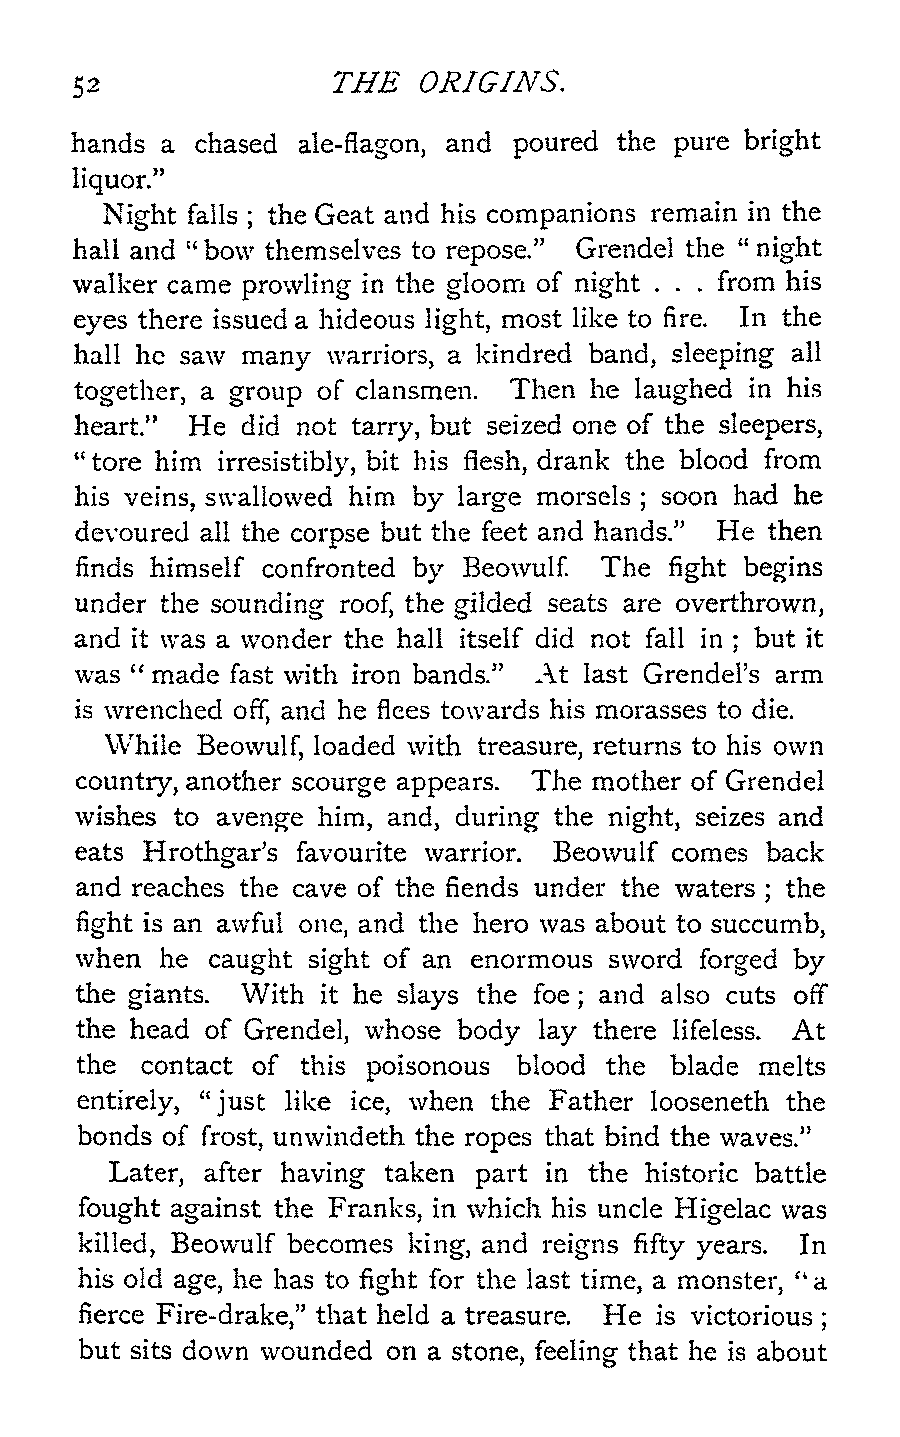 52 THE ORIGINS.
hands a chased ale-flagon, and poured the pure bright
liquor."
Night falls ; the Geat and his companions remain in the
hall and "bow themselves to repose." Grendel the "night
walker came prowling in the gloom of night . . . from his
eyes there issued a hideous light, most like to fire. In the
hall he saw many warriors, a kindred band, sleeping all
together, a group of clansmen. Then he laughed in his
heart." He did not tarry, but seized one of the sleepers,
"tore him irresistibly, bit his flesh, drank the blood from
his veins, swallowed him by large morsels ; soon had he
devoured all the corpse but the feet and hands." He then
finds himself confronted by Beowulf. The fight begins
under the sounding roof, the gilded seats are overthrown,
and it was a wonder the hall itself did not fall in ; but it
was "made fast with iron bands." At last Grendel's arm
is wrenched off, and he flees towards his morasses to die.
While Beowulf, loaded with treasure, returns to his own
country, another scourge appears. The mother of Grendel
wishes to avenge him, and, during the night, seizes and
eats Hrothgar's favourite warrior. Beowulf comes back
and reaches the cave of the fiends under the waters ; the
fight is an awful one, and the hero was about to succumb,
when he caught sight of an enormous sword forged by
the giants. With it he slays the foe ; and also cuts off
the head of Grendel, whose body lay there lifeless. At
the contact of this poisonous blood the blade melts
entirely, "just like ice, when the Father looseneth the
bonds of frost, unwindeth the ropes that bind the waves."
Later, after having taken part in the historic battle
fought against the Franks, in which his uncle Higelac was
killed, Beowulf becomes king, and reigns fifty years. In
his old age, he has to fight for the last time, a monster, "a
fierce Fire-drake," that held a treasure. He is victorious ;
but sits down wounded on a stone, feeling that he is about